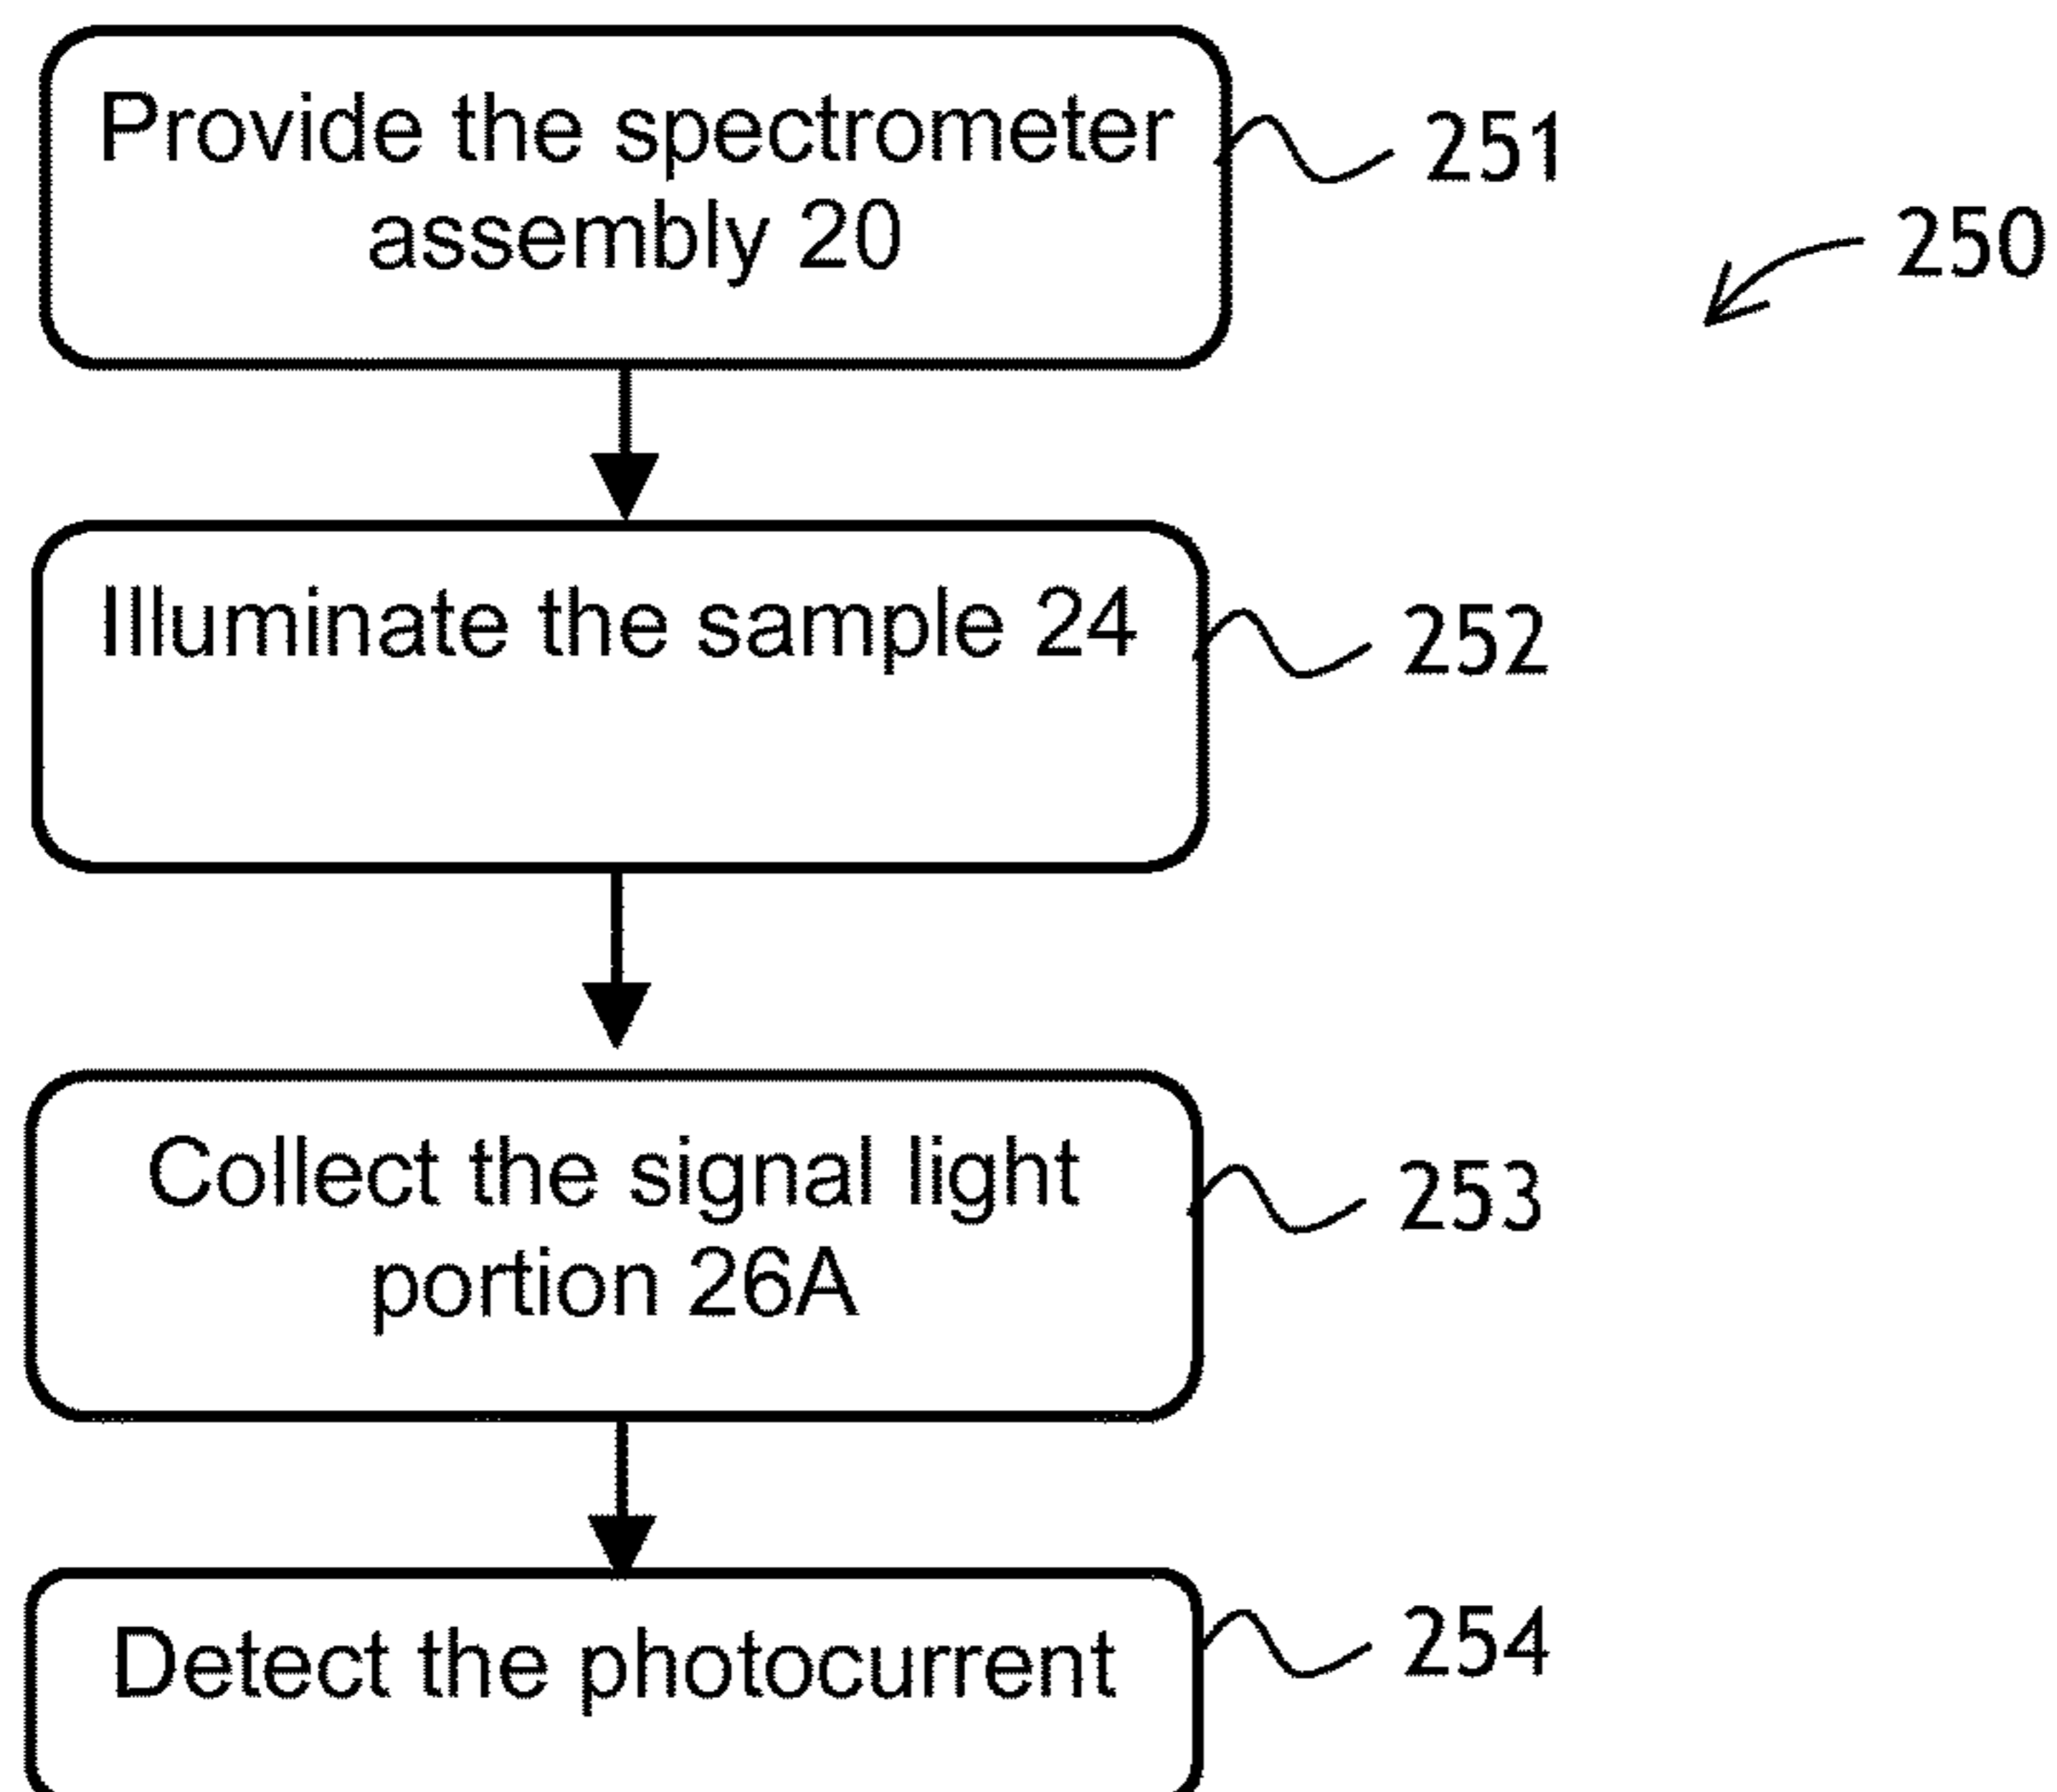 Provide the spectrometer
assembly 20
251
250
Illuminate the sample 24
252
Collect the signal light
portion 26A
253
Detect the photocurrent
254